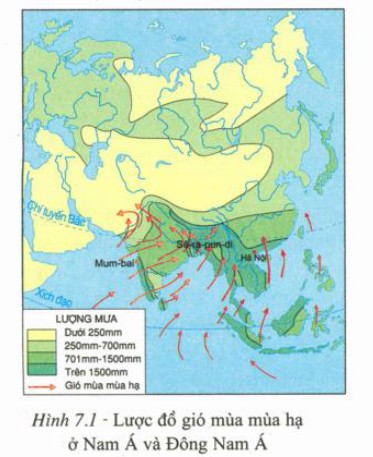 Chí tuyến Bắc
Sê-ra-pun-di
Mum-bai
Hà Nội
Xích đạo
LƯỢNG MƯA
Dưới 250mm
250mm-700mm
701mm-1500mm
Trên 1500mm
Gió mùa mùa hạ
Hình 7.1 - Lược đồ gió mùa mùa hạ
ở Nam Á và Đông Nam Á